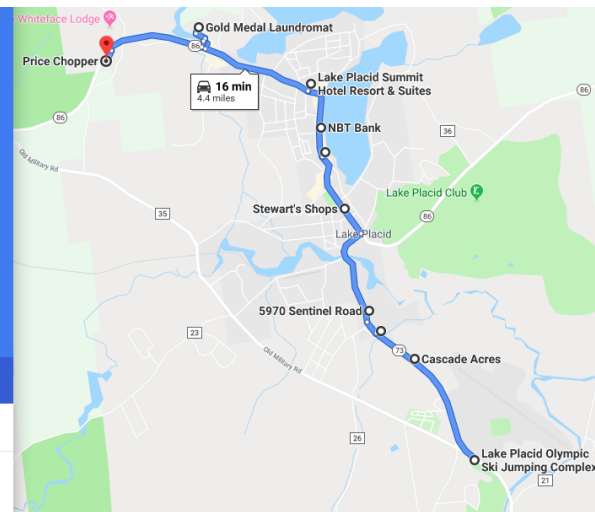 Whiteface Lodge
Gold Medal Laundromat
86
Price Chopper
16 min
4.4 miles
Lake Placid Summit
Hotel Resort & Suites
86
86
NBT Bank
36
Old Military Rd
Lake Placid Club
35
Stewart's Shops
86
Lake Placid
5970 Sentinel Road
23
73
Old Military Rd
Cascade Acres
26
Lake Placid Olympic
Ski Jumping Complex
21